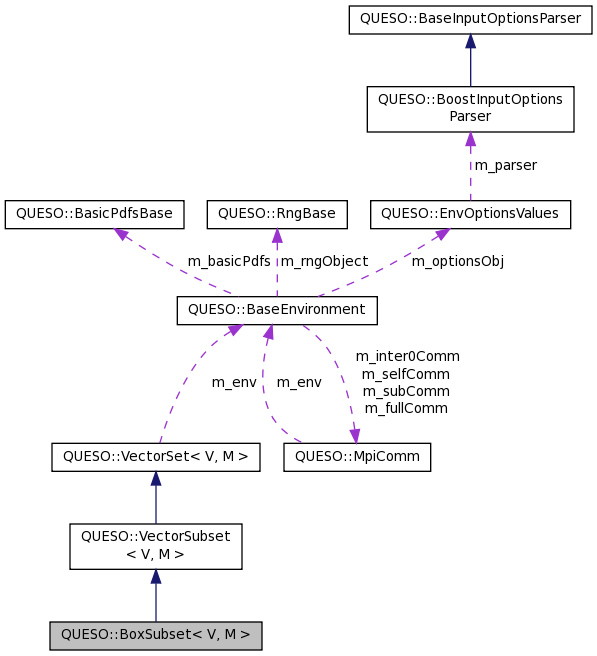 QUESO::BaseInputOptionsParser
QUESO::BoostInputOptions
Parser
m_parser
QUESO::BasicPdfsBase
QUESO::RngBase
QUESO::EnvOptionsValues
m_basicPdfs
m_rngObject
m_optionsObj
QUESO::BaseEnvironment
m_inter0Comm
m_selfComm
m_subComm
m_fullComm
m_env
m_env
QUESO::VectorSet< V, M >
QUESO::MpiComm
QUESO::VectorSubset
< V, M >
QUESO::BoxSubset< V, M >